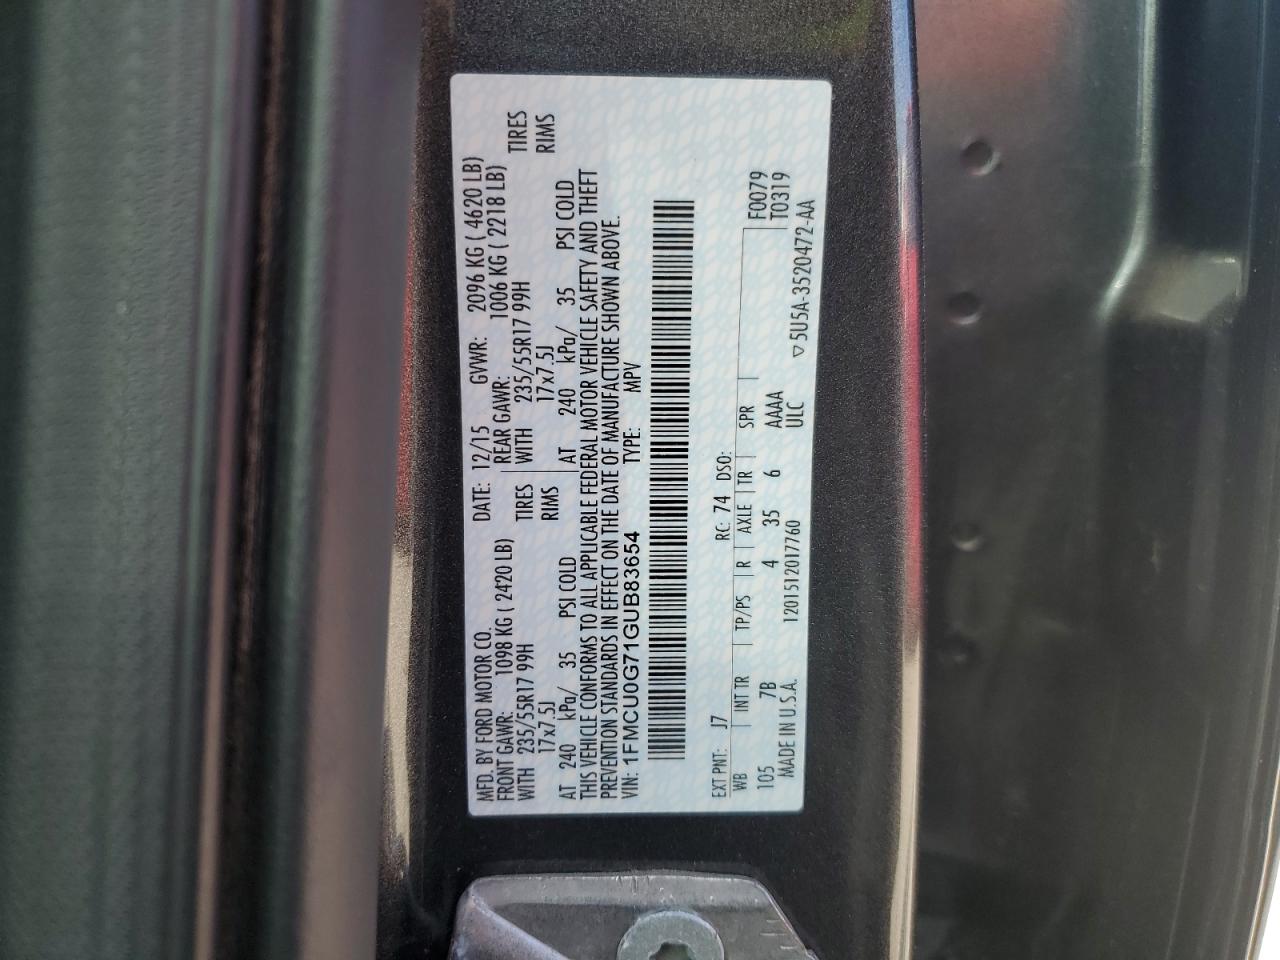 MFD. BY FORD MOTOR CO. DATE: 12/15 GVWR: 2096 KG ( 4620 LB)
FRONT GAWR: 1098 KG ( 2420 LB) REAR GAWR: 1006 KG ( 2218 LB)
WITH 235/55R17 99H TIRES WITH 235/55R17 99H TIRES
17x7.5J RIMS 17x7.5J RIMS
AT 240 kPa/ 35 PSI COLD AT 240 kPa/ 35 PSI COLD
THIS VEHICLE CONFORMS TO ALL APPLICABLE FEDERAL MOTOR VEHICLE SAFETY AND THEFT
PREVENTION STANDARDS IN EFFECT ON THE DATE OF MANUFACTURE SHOWN ABOVE.
VIN: 1FMCU0G71GUB83654 TYPE: MPV
EXT PNT: J7 RC: 74 DSO: F0079
WB INT TR TP/PS R AXLE TR SPR T0319
105 7B 4 35 6 AAAA
MADE IN U.S.A. 1201512017760 ULC ▽5U5A-3520472-AA